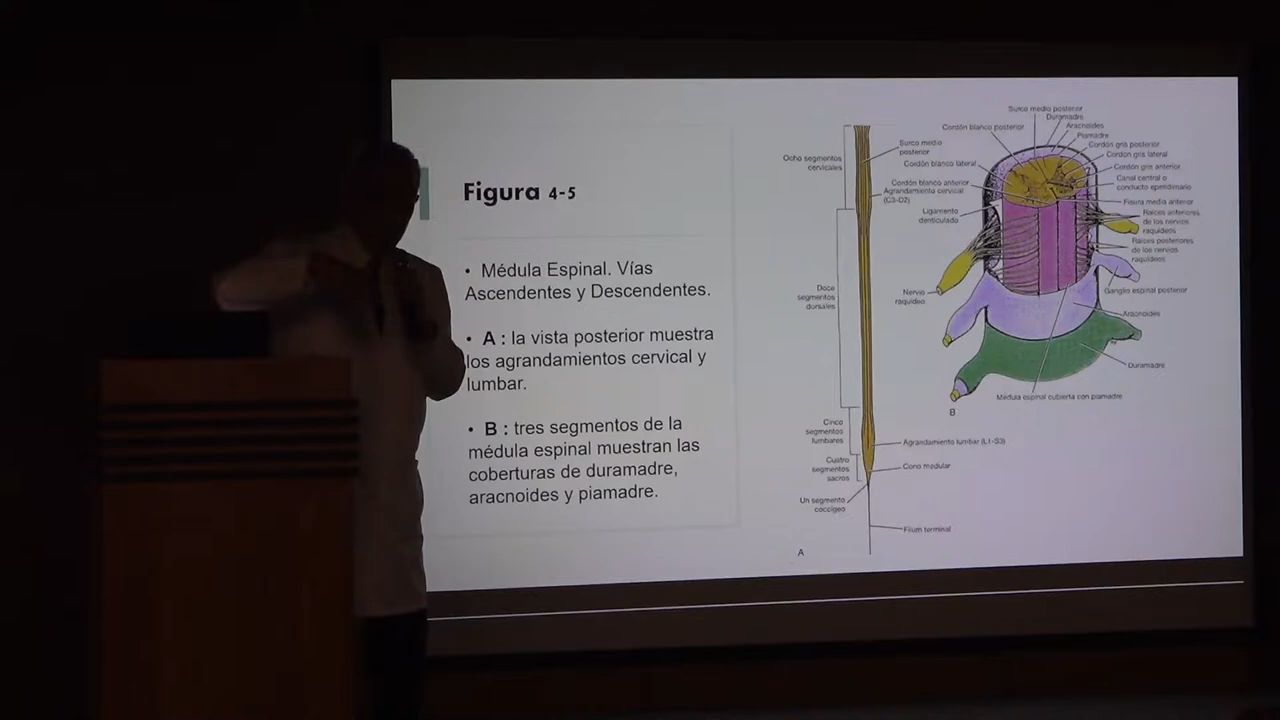 Figura 4-5
• Médula Espinal. Vías
Ascendentes y Descendentes.
• A : la vista posterior muestra
los agrandamientos cervical y
lumbar.
• B : tres segmentos de la
médula espinal muestran las
coberturas de duramadre,
aracnoides y piamadre.
Ocho segmentos
cervicales
Surco medio
posterior
Agrandamiento cervical
(C3-D2)
Doce
segmentos
dorsales
Cinco
segmentos
lumbares
Cuatro
segmentos
sacros
Un segmento
coccígeo
Agrandamiento lumbar (L1-S3)
Cono medular
Filum terminal
A
Surco medio posterior
Duramadre
Aracnoides
Piamadre
Cordón blanco posterior
Cordón blanco lateral
Cordón blanco anterior
Ligamento
denticulado
Nervio
raquídeo
Cordón gris posterior
Cordón gris lateral
Cordón gris anterior
Canal central o
conducto ependimario
Fisura media anterior
Raíces anteriores
de los nervios
raquídeos
Raíces posteriores
de los nervios
raquídeos
Ganglio espinal posterior
Aracnoides
Duramadre
Médula espinal cubierta con piamadre
B